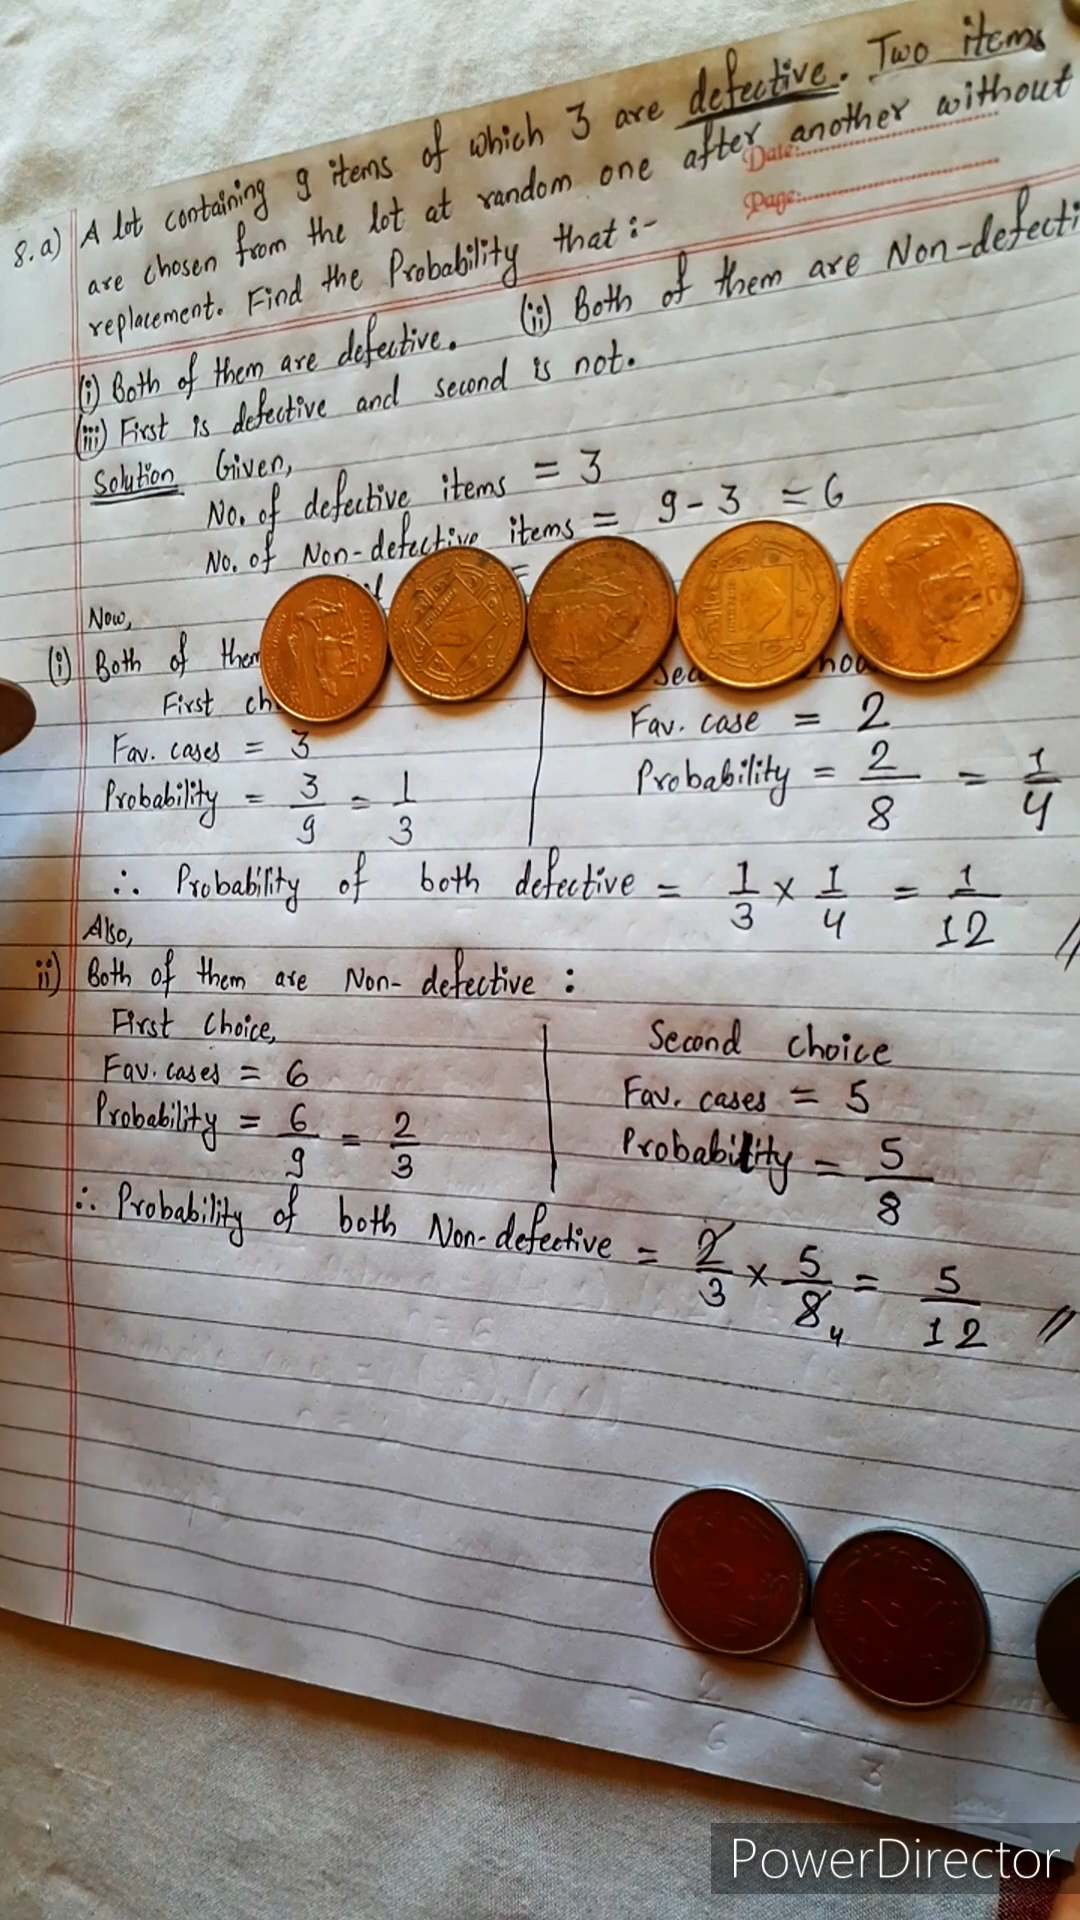 8.a) A lot containing 9 items of which 3 are defective. Two items
are chosen from the lot at random one after another without
replacement. Find the Probability that :-
Date:
Page:
(i) Both of them are defective. (ii) Both of them are Non-defecti
(iii) First is defective and second is not.
Solution Given,
No. of defective items = 3
No. of Non-defective items = 9 - 3 = 6
=
Now,
(i) Both of them
First ch
Fav. cases = 3
Probability = 3/9 = 1/3
Fav. case = 2
Probability = 2/8 = 1/4
∴ Probability of both defective = 1/3 × 1/4 = 1/12 //
Also,
ii) Both of them are Non-defective :
First Choice,
Fav. cases = 6
Probability = 6/9 = 2/3
Second choice
Fav. cases = 5
Probability = 5/8
∴ Probability of both Non-defective = 2/3 × 5/8 4 = 5/12 //
PowerDirector